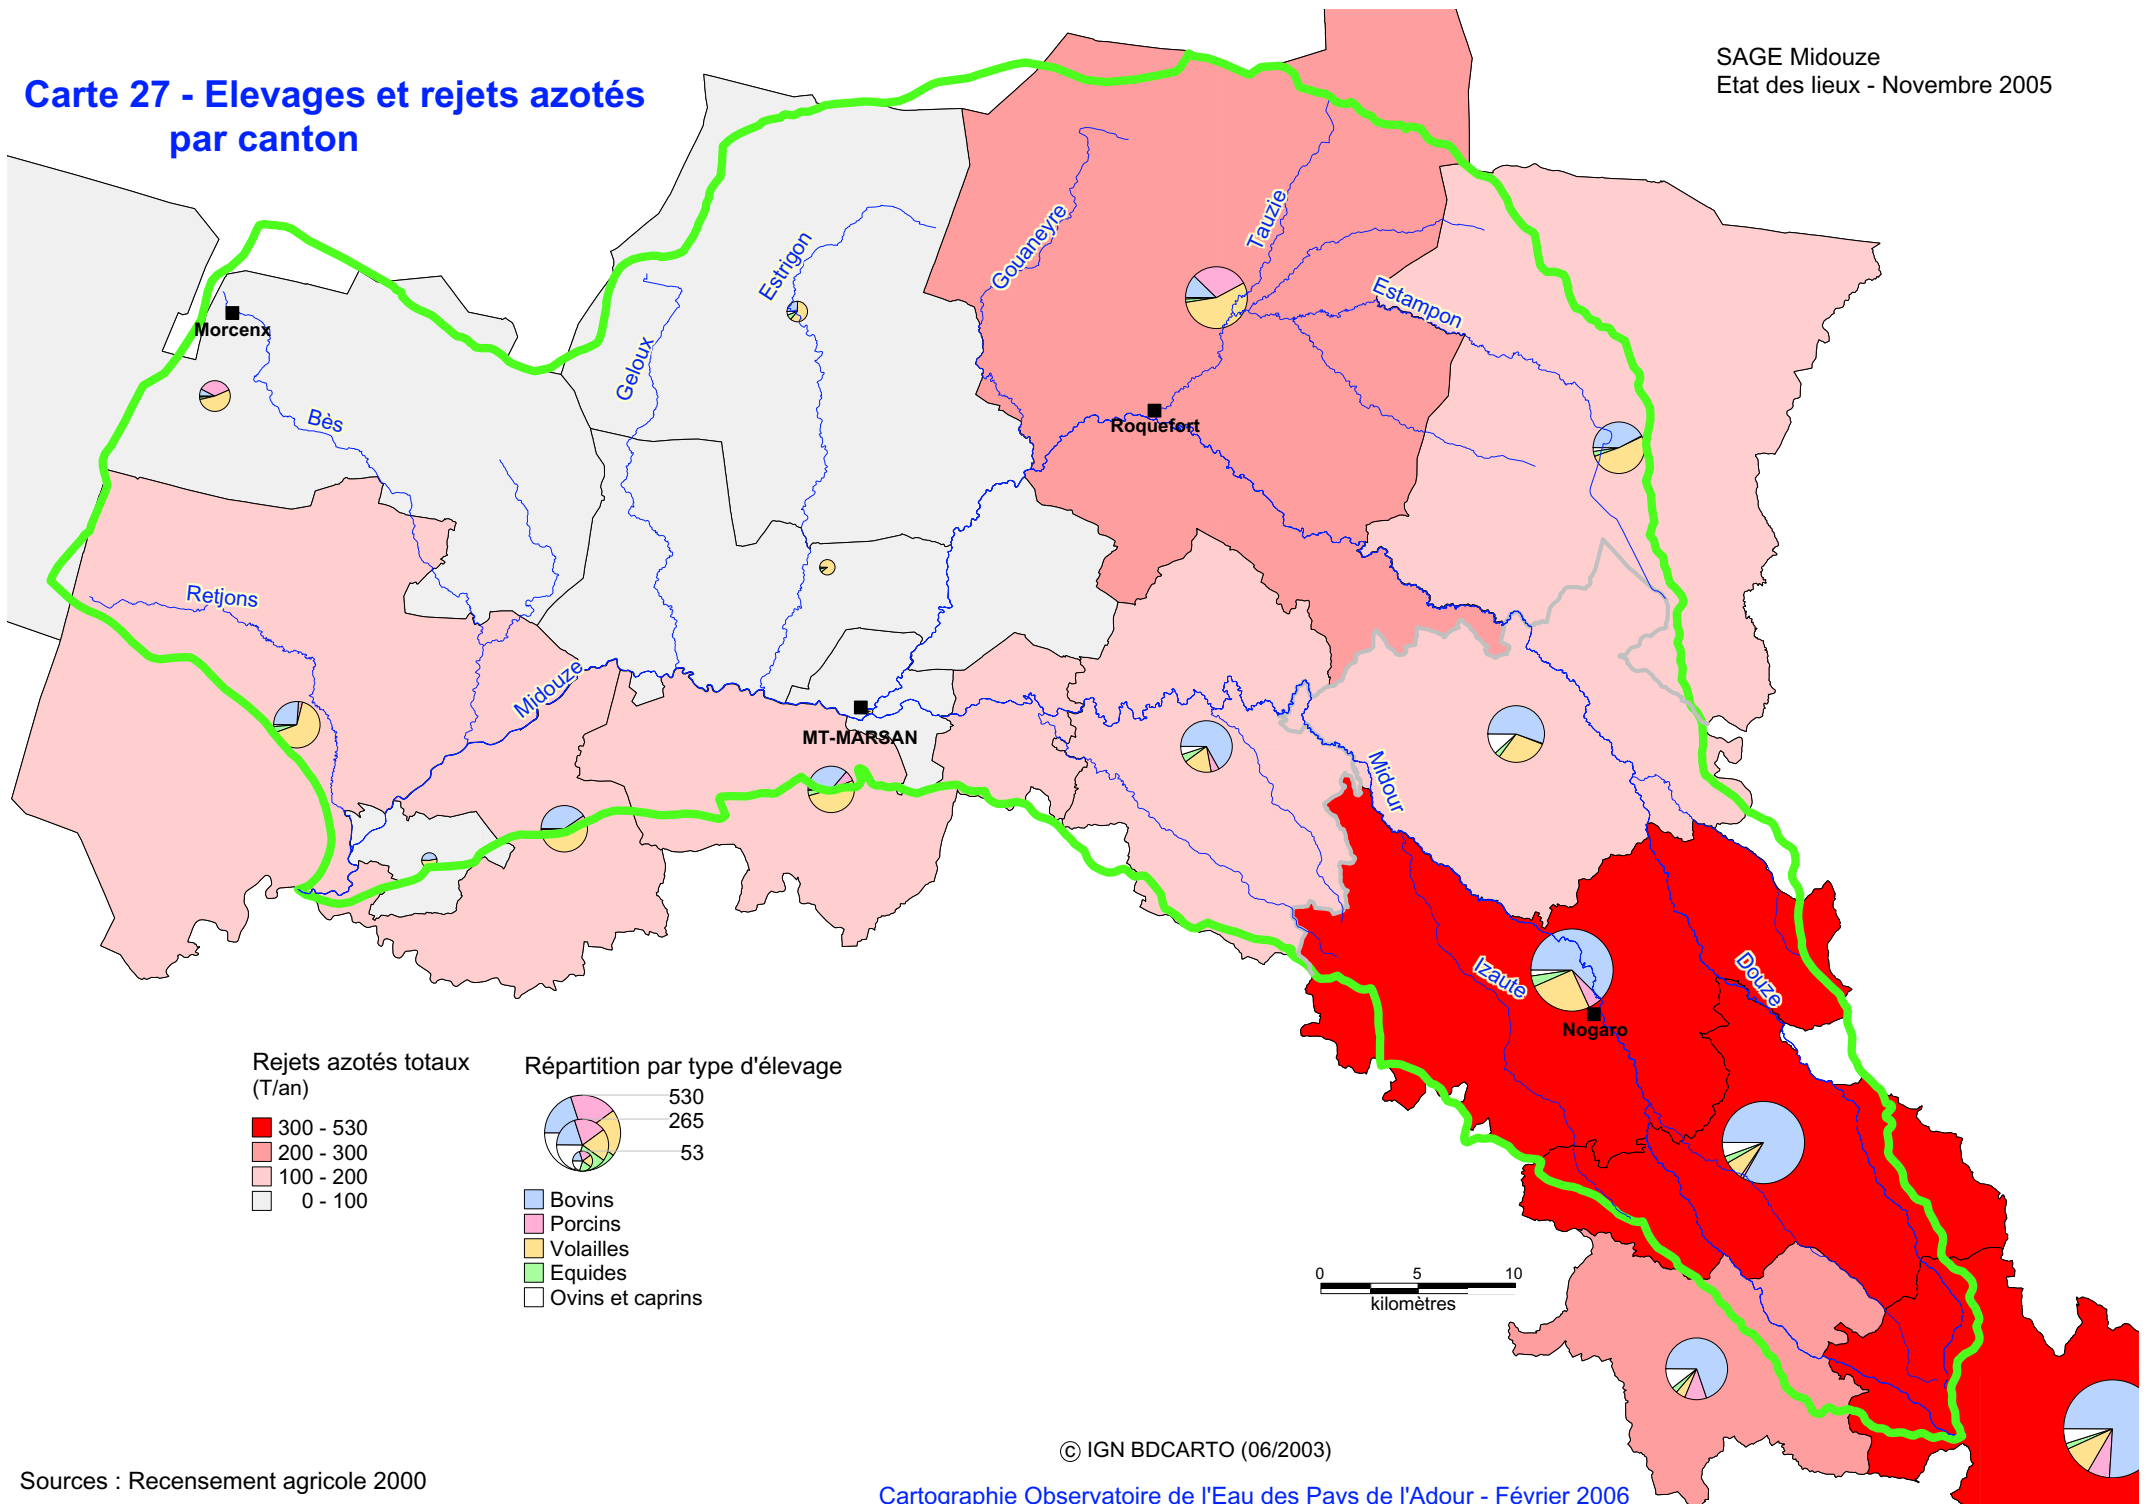 Carte 27 - Elevages et rejets azotés
par canton
SAGE Midouze
Etat des lieux - Novembre 2005
Morcenx
Bès
Retjons
Geloux
Estrigon
Gouaneyre
Tauzie
Estampon
Roquefort
Midouze
MT-MARSAN
Midour
Izaute
Nogaro
Douze
Rejets azotés totaux
(T/an)
300 - 530
200 - 300
100 - 200
0 - 100
Répartition par type d'élevage
530
265
53
Bovins
Porcins
Volailles
Equides
Ovins et caprins
0 5 10
kilomètres
© IGN BDCARTO (06/2003)
Sources : Recensement agricole 2000
Cartographie Observatoire de l'Eau des Pays de l'Adour - Février 2006